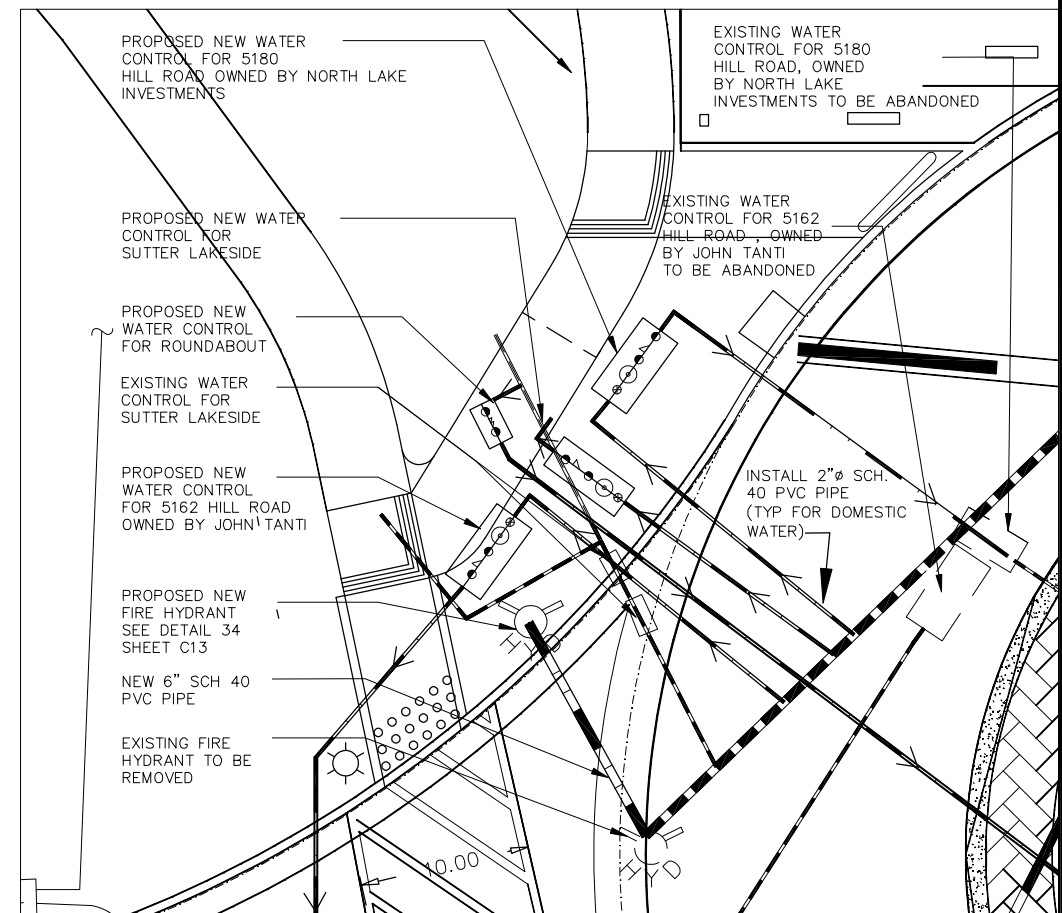 PROPOSED NEW WATER
CONTROL FOR 5180
HILL ROAD OWNED BY NORTH LAKE
INVESTMENTS
EXISTING WATER
CONTROL FOR 5180
HILL ROAD, OWNED
BY NORTH LAKE
INVESTMENTS TO BE ABANDONED
PROPOSED NEW WATER
CONTROL FOR
SUTTER LAKESIDE
EXISTING WATER
CONTROL FOR 5162
HILL ROAD , OWNED
BY JOHN TANTI
TO BE ABANDONED
PROPOSED NEW
WATER CONTROL
FOR ROUNDABOUT
EXISTING WATER
CONTROL FOR
SUTTER LAKESIDE
PROPOSED NEW
WATER CONTROL
FOR 5162 HILL ROAD
OWNED BY JOHN TANTI
INSTALL 2"ø SCH.
40 PVC PIPE
(TYP FOR DOMESTIC
WATER)
PROPOSED NEW
FIRE HYDRANT
SEE DETAIL 34
SHEET C13
HYD
NEW 6" SCH 40
PVC PIPE
EXISTING FIRE
HYDRANT TO BE
REMOVED
HYD
10.00